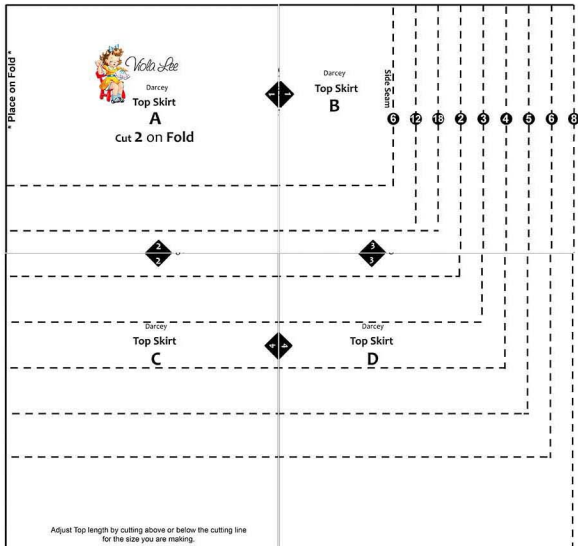 * Place on Fold *
Viola Lee
Darcey
Top Skirt
A
Cut 2 on Fold
1
1
Darcey
Top Skirt
B
Side Seam
6
12
18
2
3
4
5
6
8
2
2
3
3
Darcey
Top Skirt
C
4
4
Darcey
Top Skirt
D
Adjust Top length by cutting above or below the cutting line
for the size you are making.